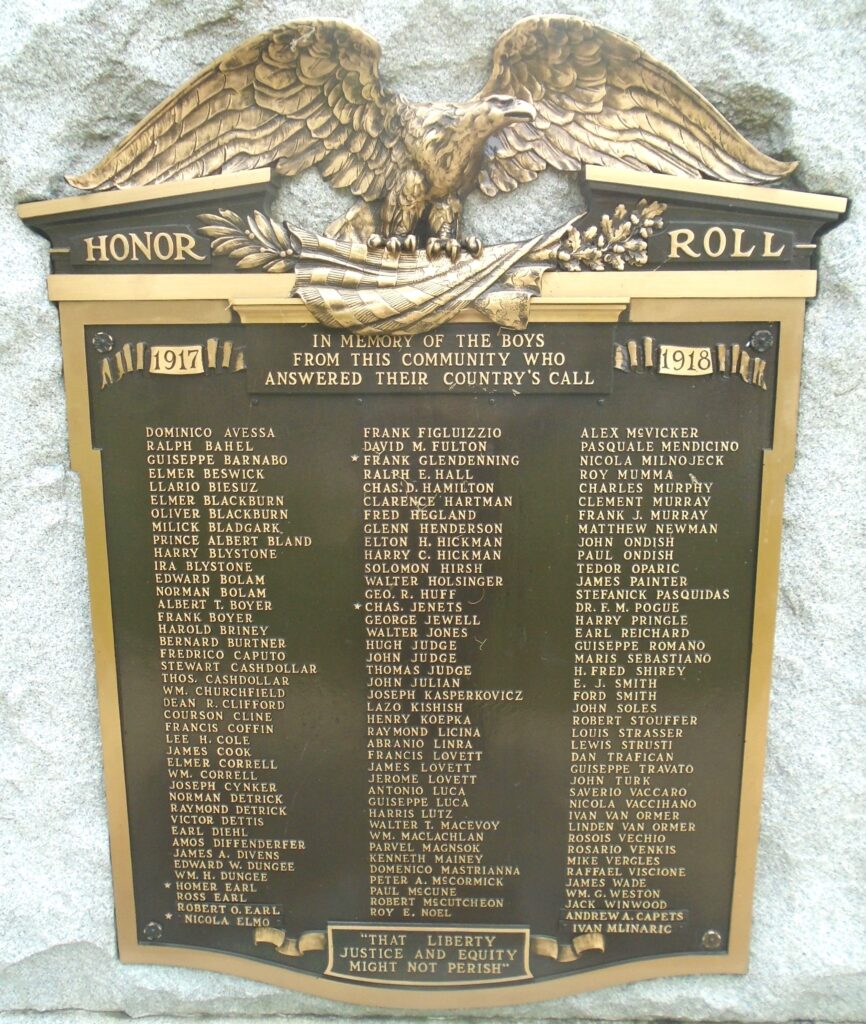 HONOR ROLL
1917
IN MEMORY OF THE BOYS
FROM THIS COMMUNITY WHO
ANSWERED THEIR COUNTRY'S CALL
1918
DOMINICO AVESSA
RALPH BAHEL
GUISEPPE BARNABO
ELMER BESWICK
LLARIO BIESUZ
ELMER BLACKBURN
OLIVER BLACKBURN
MILICK BLADGARK
PRINCE ALBERT BLAND
HARRY BLYSTONE
IRA BLYSTONE
EDWARD BOLAM
NORMAN BOLAM
ALBERT T. BOYER
FRANK BOYER
HAROLD BRINEY
BERNARD BURTNER
FREDRICO CAPUTO
STEWART CASHDOLLAR
THOS. CASHDOLLAR
WM. CHURCHFIELD
DEAN R. CLIFFORD
COURSON CLINE
FRANCIS COFFIN
LEE H. COLE
JAMES COOK
ELMER CORRELL
WM. CORRELL
JOSEPH CYNKER
NORMAN DETRICK
RAYMOND DETRICK
VICTOR DETTIS
EARL DIEHL
AMOS DIFFENDERFER
JAMES A. DIVENS
EDWARD W. DUNGEE
WM. H. DUNGEE
★ HOMER EARL
ROSS EARL
ROBERT O. EARL
★ NICOLA ELMO
FRANK FIGLUIZZIO
DAVID M. FULTON
★ FRANK GLENDENNING
RALPH E. HALL
CHAS. D. HAMILTON
CLARENCE HARTMAN
FRED HEGLAND
GLENN HENDERSON
ELTON H. HICKMAN
HARRY C. HICKMAN
SOLOMON HIRSH
WALTER HOLSINGER
GEO. R. HUFF
★ CHAS. JENETS
GEORGE JEWELL
WALTER JONES
HUGH JUDGE
JOHN JUDGE
THOMAS JUDGE
JOHN JULIAN
JOSEPH KASPERKOVICZ
LAZO KISHISH
HENRY KOEPKA
RAYMOND LICINA
ABRANIO LINRA
FRANCIS LOVETT
JAMES LOVETT
JEROME LOVETT
ANTONIO LUCA
GUISEPPE LUCA
HARRIS LUTZ
WALTER T. MACEVOY
WM. MACLACHLAN
PARVEL MAGNSOK
KENNETH MAINEY
DOMENICO MASTRIANNA
PETER A. MCCORMICK
PAUL MCCUNE
ROBERT MCCUTCHEON
ROY E. NOEL
ALEX MCVICKER
PASQUALE MENDICINO
NICOLA MILNOJECK
ROY MUMMA
CHARLES MURPHY
CLEMENT MURRAY
FRANK J. MURRAY
MATTHEW NEWMAN
JOHN ONDISH
PAUL ONDISH
TEDOR OPARIC
JAMES PAINTER
STEFANICK PASQUIDAS
DR. F. M. POGUE
HARRY PRINGLE
EARL REICHARD
GUISEPPE ROMANO
MARIS SEBASTIANO
H. FRED SHIREY
E. J. SMITH
FORD SMITH
JOHN SOLES
ROBERT STOUFFER
LOUIS STRASSER
LEWIS STRUSTI
DAN TRAFICAN
GUISEPPE TRAVATO
JOHN TURK
SAVERIO VACCARO
NICOLA VACCIHANO
IVAN VAN ORMER
LINDEN VAN ORMER
ROSOIS VECHIO
ROSARIO VENKIS
MIKE VERGLES
RAFFAEL VISCIONE
JAMES WADE
WM. G. WESTON
JACK WINWOOD
ANDREW A. CAPETS
IVAN MLINARIC
"THAT LIBERTY
JUSTICE AND EQUITY
MIGHT NOT PERISH"